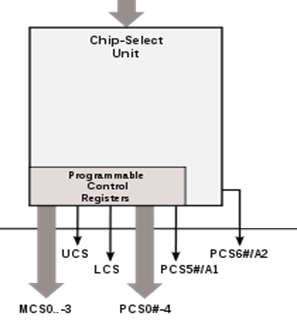 Chip-Select
Unit
Programmable
Control
Registers
UCS
PCS6#/A2
LCS
PCS5#/A1
MCS0..-3
PCS0#-4